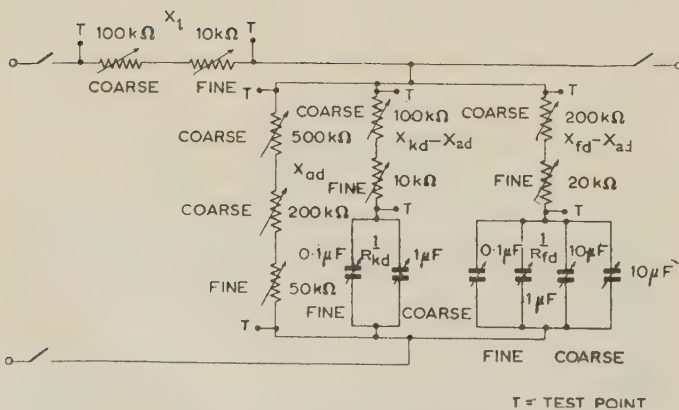 T X₁ T
100kΩ 10kΩ
COARSE FINE
T COARSE T COARSE T
COARSE 500kΩ 100kΩ 200kΩ
X_kd-X_ad X_fd-X_ad
X_ad FINE 10kΩ FINE 20kΩ
COARSE 200kΩ T T
0·1μF 1/R_kd 1μF 0·1μF 1/R_fd 10μF 10μF
FINE 50kΩ 1μF
FINE COARSE
T
FINE COARSE
T = TEST POINT